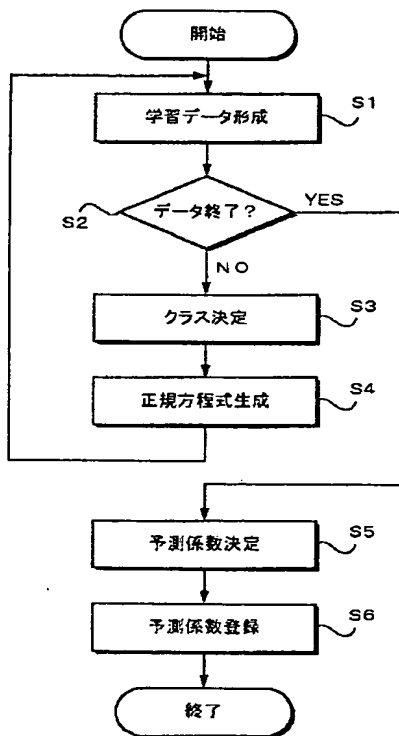 開始
学習データ形成
S1
データ終了?
YES
S2
NO
クラス決定
S3
正規方程式生成
S4
予測係数決定
S5
予測係数登録
S6
終了